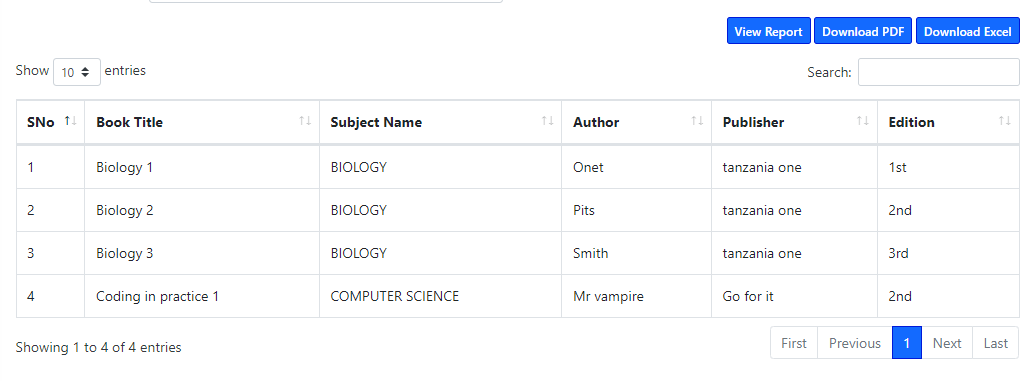 View Report Download PDF Download Excel
Show 10 entries Search:
SNo Book Title Subject Name Author Publisher Edition
1 Biology 1 BIOLOGY Onet tanzania one 1st
2 Biology 2 BIOLOGY Pits tanzania one 2nd
3 Biology 3 BIOLOGY Smith tanzania one 3rd
4 Coding in practice 1 COMPUTER SCIENCE Mr vampire Go for it 2nd
Showing 1 to 4 of 4 entries First Previous 1 Next Last